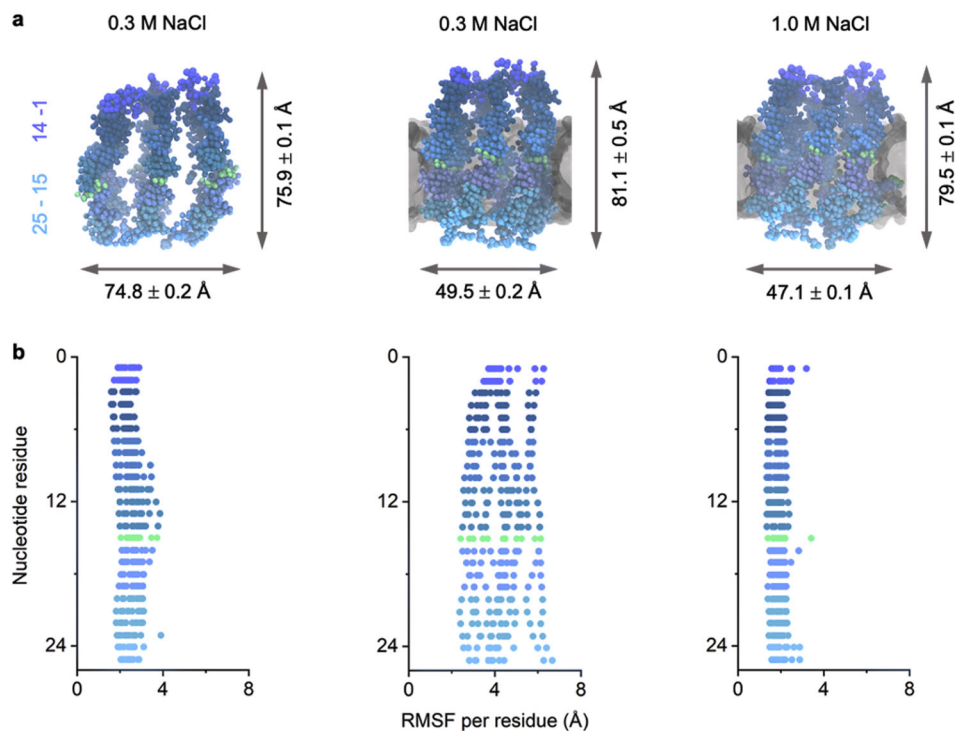 a
0.3 M NaCl
0.3 M NaCl
1.0 M NaCl
25 - 15 14 -1
75.9 ± 0.1 Å
81.1 ± 0.5 Å
79.5 ± 0.1 Å
74.8 ± 0.2 Å
49.5 ± 0.2 Å
47.1 ± 0.1 Å
b
0
0
0
12
12
12
24
24
24
Nucleotide residue
0 4 8
0 4 8
0 4 8
RMSF per residue (Å)